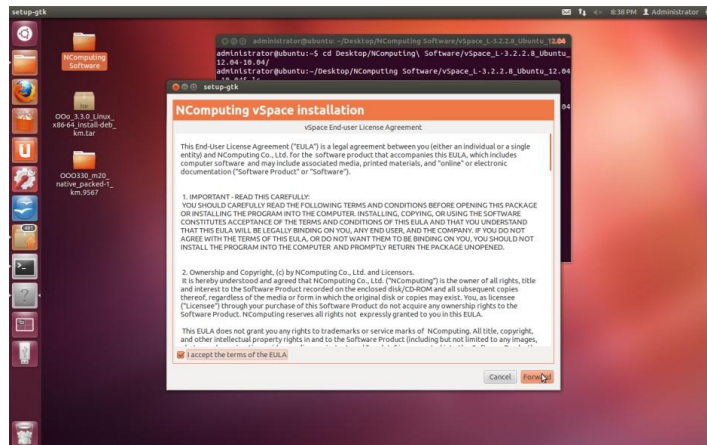 setup-gtk
8:38 PM
Administrator
NComputing
Software
OOo_3.3.0_Linux_
x86-64_install-deb_
km.tar
OOO330_m20_
native_packed-1_
km.9567
administrator@ubuntu: ~/Desktop/NComputing Software/vSpace_L-3.2.2.8_Ubuntu_12.04
administrator@ubuntu:~$ cd Desktop/NComputing\ Software/vSpace_L-3.2.2.8_Ubuntu_
12.04-10.04/
administrator@ubuntu:~/Desktop/NComputing Software/vSpace_L-3.2.2.8_Ubuntu_12.04
04
setup-gtk
NComputing vSpace installation
vSpace End-user License Agreement
This End-User License Agreement ("EULA") is a legal agreement between you (either an individual or a single
entity) and NComputing Co., Ltd. for the software product that accompanies this EULA, which includes
computer software and may include associated media, printed materials, and "online" or electronic
documentation ("Software Product" or "Software").
1. IMPORTANT - READ THIS CAREFULLY:
YOU SHOULD CAREFULLY READ THE FOLLOWING TERMS AND CONDITIONS BEFORE OPENING THIS PACKAGE
OR INSTALLING THE PROGRAM INTO THE COMPUTER. INSTALLING, COPYING, OR USING THE SOFTWARE
CONSTITUTES ACCEPTANCE OF THE TERMS AND CONDITIONS OF THIS EULA AND THAT YOU UNDERSTAND
THAT THIS EULA WILL BE LEGALLY BINDING ON YOU, ANY END USER, AND THE COMPANY. IF YOU DO NOT
AGREE WITH THE TERMS OF THIS EULA, OR DO NOT WANT THEM TO BE BINDING ON YOU, YOU SHOULD NOT
INSTALL THE PROGRAM INTO THE COMPUTER AND PROMPTLY RETURN THE PACKAGE UNOPENED.
2. Ownership and Copyright, (c) by NComputing Co., Ltd. and Licensors.
It is hereby understood and agreed that NComputing Co., Ltd. ("NComputing") is the owner of all rights, title
and interest to the Software Product recorded on the enclosed disk/CD-ROM and all subsequent copies
thereof, regardless of the media or form in which the original disk or copies may exist. You, as licensee
("Licensee") through your purchase of this Software Product do not acquire any ownership rights to the
Software Product. NComputing reserves all rights not expressly granted to you in this EULA.
This EULA does not grant you any rights to trademarks or service marks of NComputing. All title, copyright,
and other intellectual property rights in and to the Software Product (including but not limited to any images,
I accept the terms of the EULA
Cancel
Forward